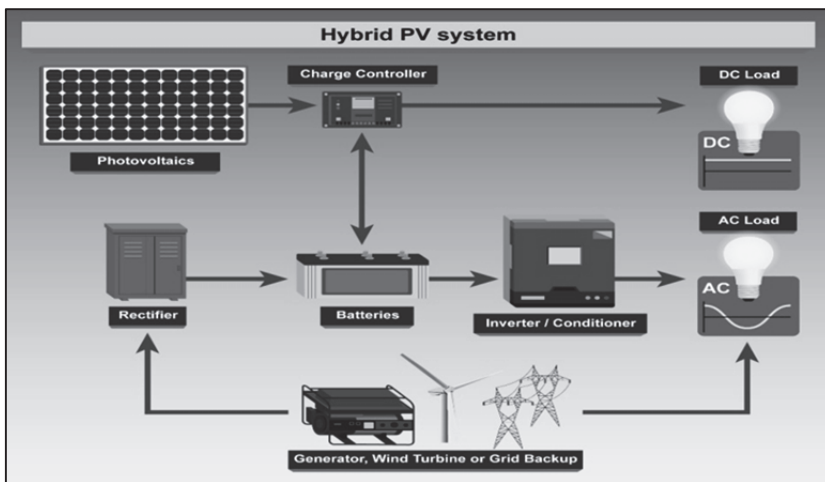 Hybrid PV system
Charge Controller
DC Load
DC
Photovoltaics
AC Load
AC
Rectifier
Batteries
Inverter / Conditioner
Generator, Wind Turbine or Grid Backup